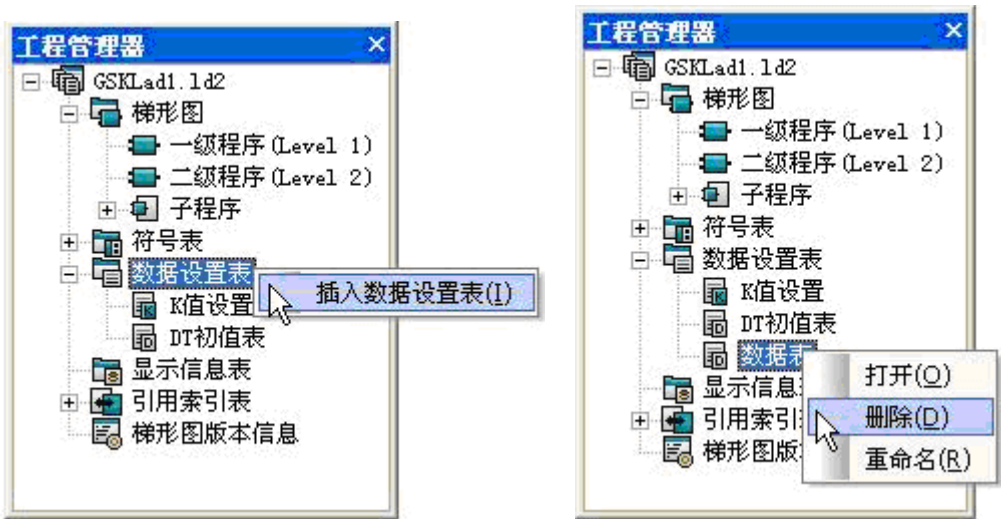 工程管理器
GSKLad1.ld2
梯形图
一级程序(Level 1)
二级程序(Level 2)
子程序
符号表
数据设置表
插入数据设置表(I)
K值设置
DT初值表
显示信息表
引用索引表
梯形图版本信息
工程管理器
GSKLad1.ld2
梯形图
一级程序(Level 1)
二级程序(Level 2)
子程序
符号表
数据设置表
K值设置
DT初值表
数据表
打开(O)
显示信息
删除(D)
引用索引
重命名(R)
梯形图版